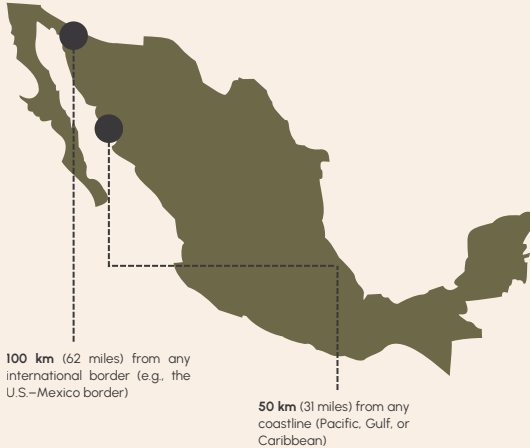 100 km (62 miles) from any
international border (e.g., the
U.S.–Mexico border)
50 km (31 miles) from any
coastline (Pacific, Gulf, or
Caribbean)